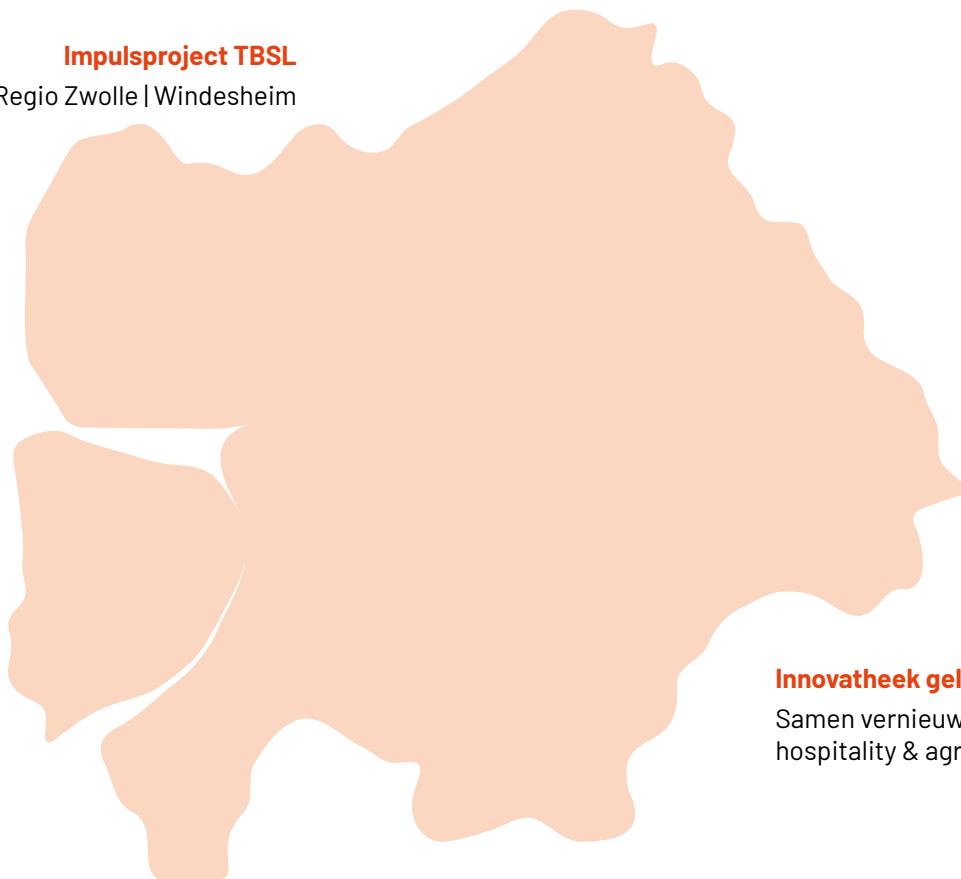 Impulsproject TBSL
Regio Zwolle | Windesheim
Innovatheek gel
Samen vernieuw
hospitality & agr